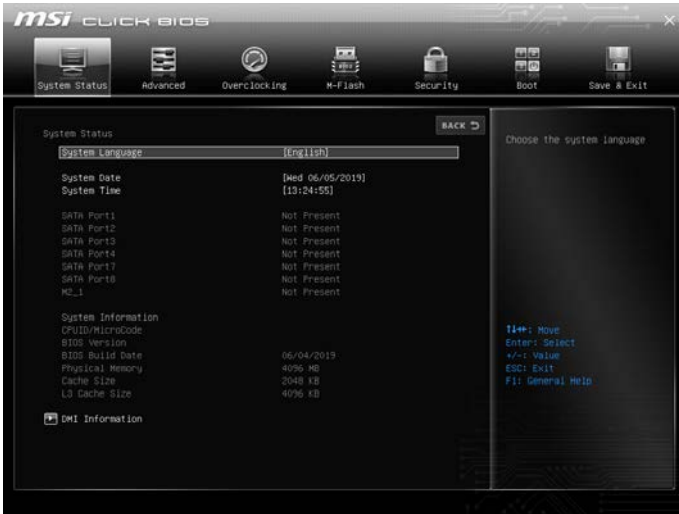 msi CLICK BIOS
System Status Advanced Overclocking M-Flash Security Boot Save & Exit
BACK
System Status
Choose the system language
System Language [English]
System Date [Wed 06/05/2019]
System Time [13:24:55]
SATA Port1 Not Present
SATA Port2 Not Present
SATA Port3 Not Present
SATA Port4 Not Present
SATA Port7 Not Present
SATA Port8 Not Present
M2_1 Not Present
System Information
CPUID/MicroCode
BIOS Version
BIOS Build Date 06/04/2019
Physical Memory 4096 MB
Cache Size 2048 KB
L3 Cache Size 4096 KB
DMI Information
↑↓←→: Move
Enter: Select
+/-: Value
ESC: Exit
F1: General Help